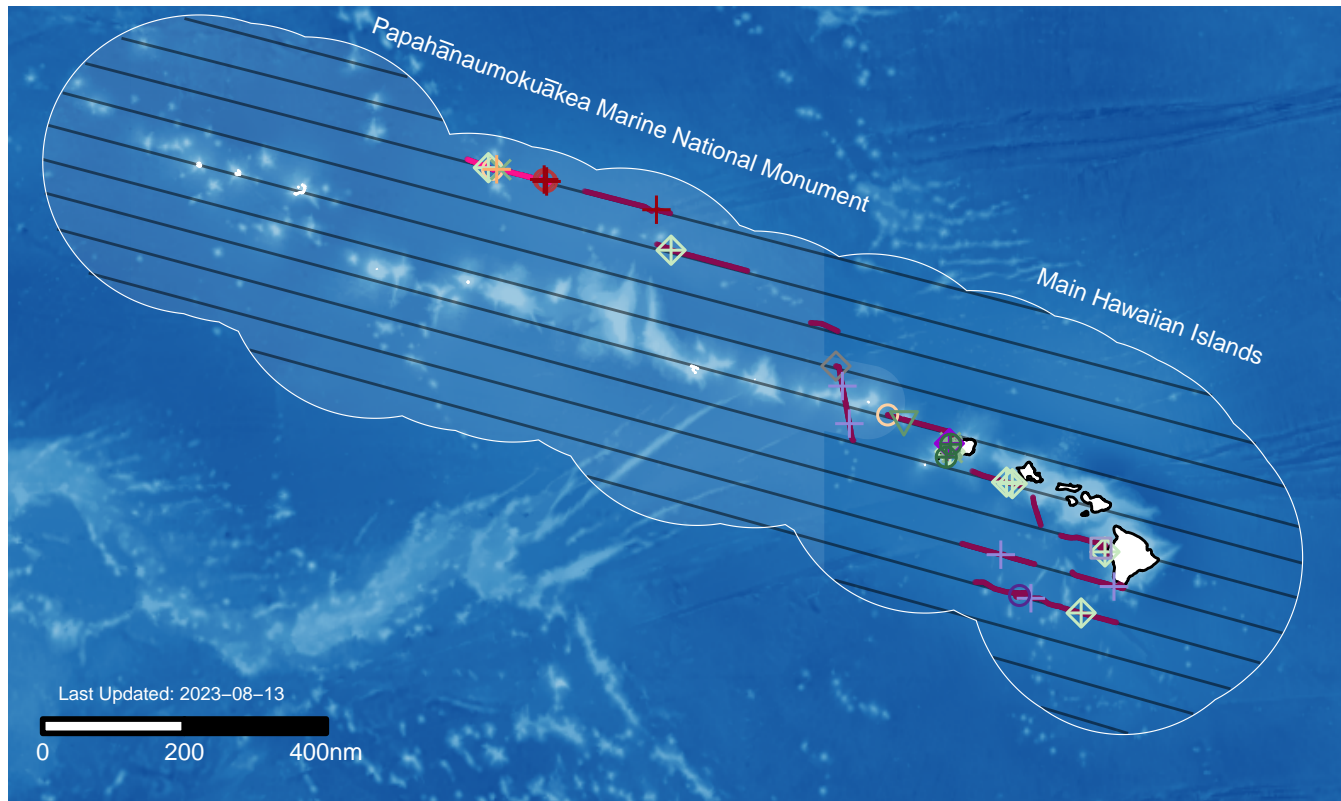 Papahānaumokuākea Marine National Monument
Main Hawaiian Islands
Last Updated: 2023−08−13
0 200 400nm